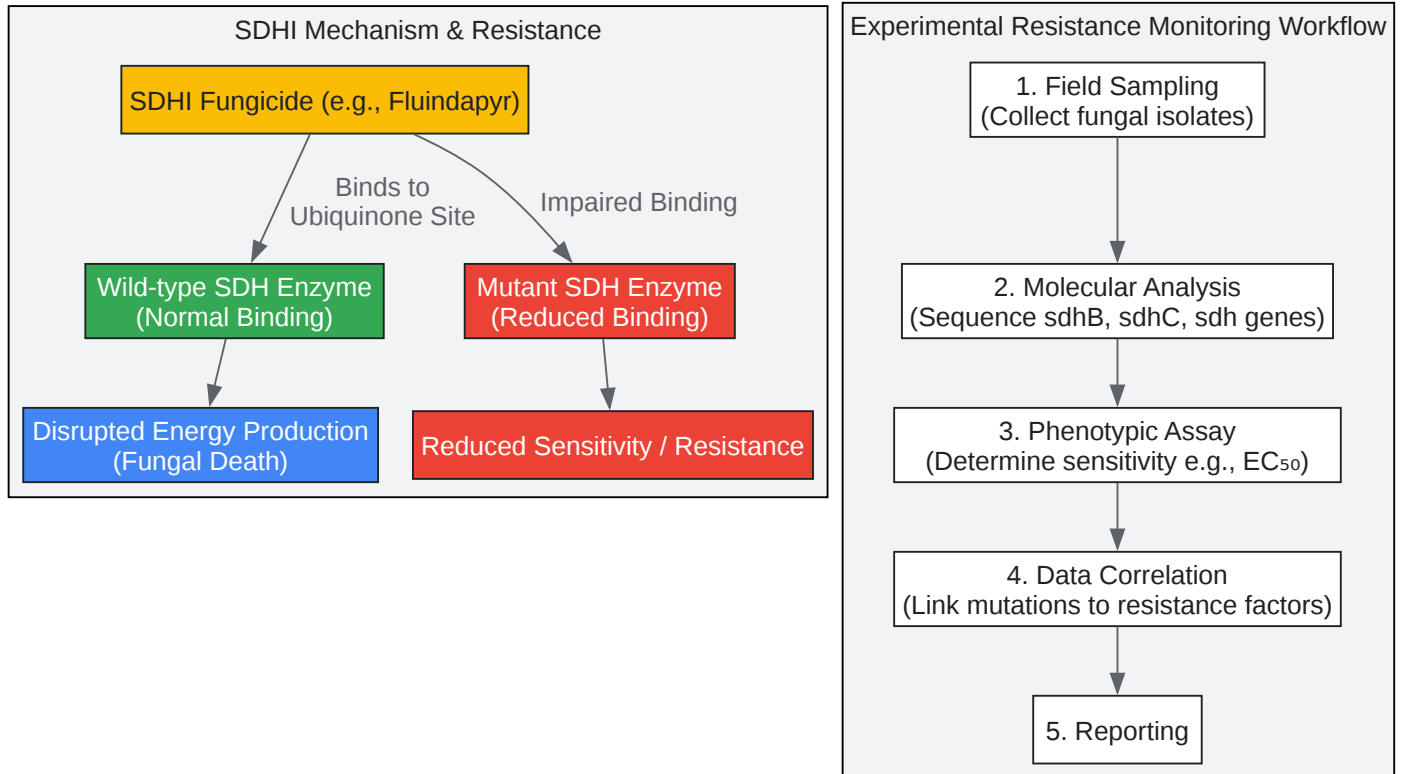 SDHI Mechanism & Resistance
SDHI Fungicide (e.g., Fluindapyr)
Binds to
Ubiquinone Site
Impaired Binding
Wild-type SDH Enzyme
(Normal Binding)
Mutant SDH Enzyme
(Reduced Binding)
Disrupted Energy Production
(Fungal Death)
Reduced Sensitivity / Resistance
Experimental Resistance Monitoring Workflow
1. Field Sampling
(Collect fungal isolates)
2. Molecular Analysis
(Sequence sdhB, sdhC, sdh genes)
3. Phenotypic Assay
(Determine sensitivity e.g., EC₅₀)
4. Data Correlation
(Link mutations to resistance factors)
5. Reporting